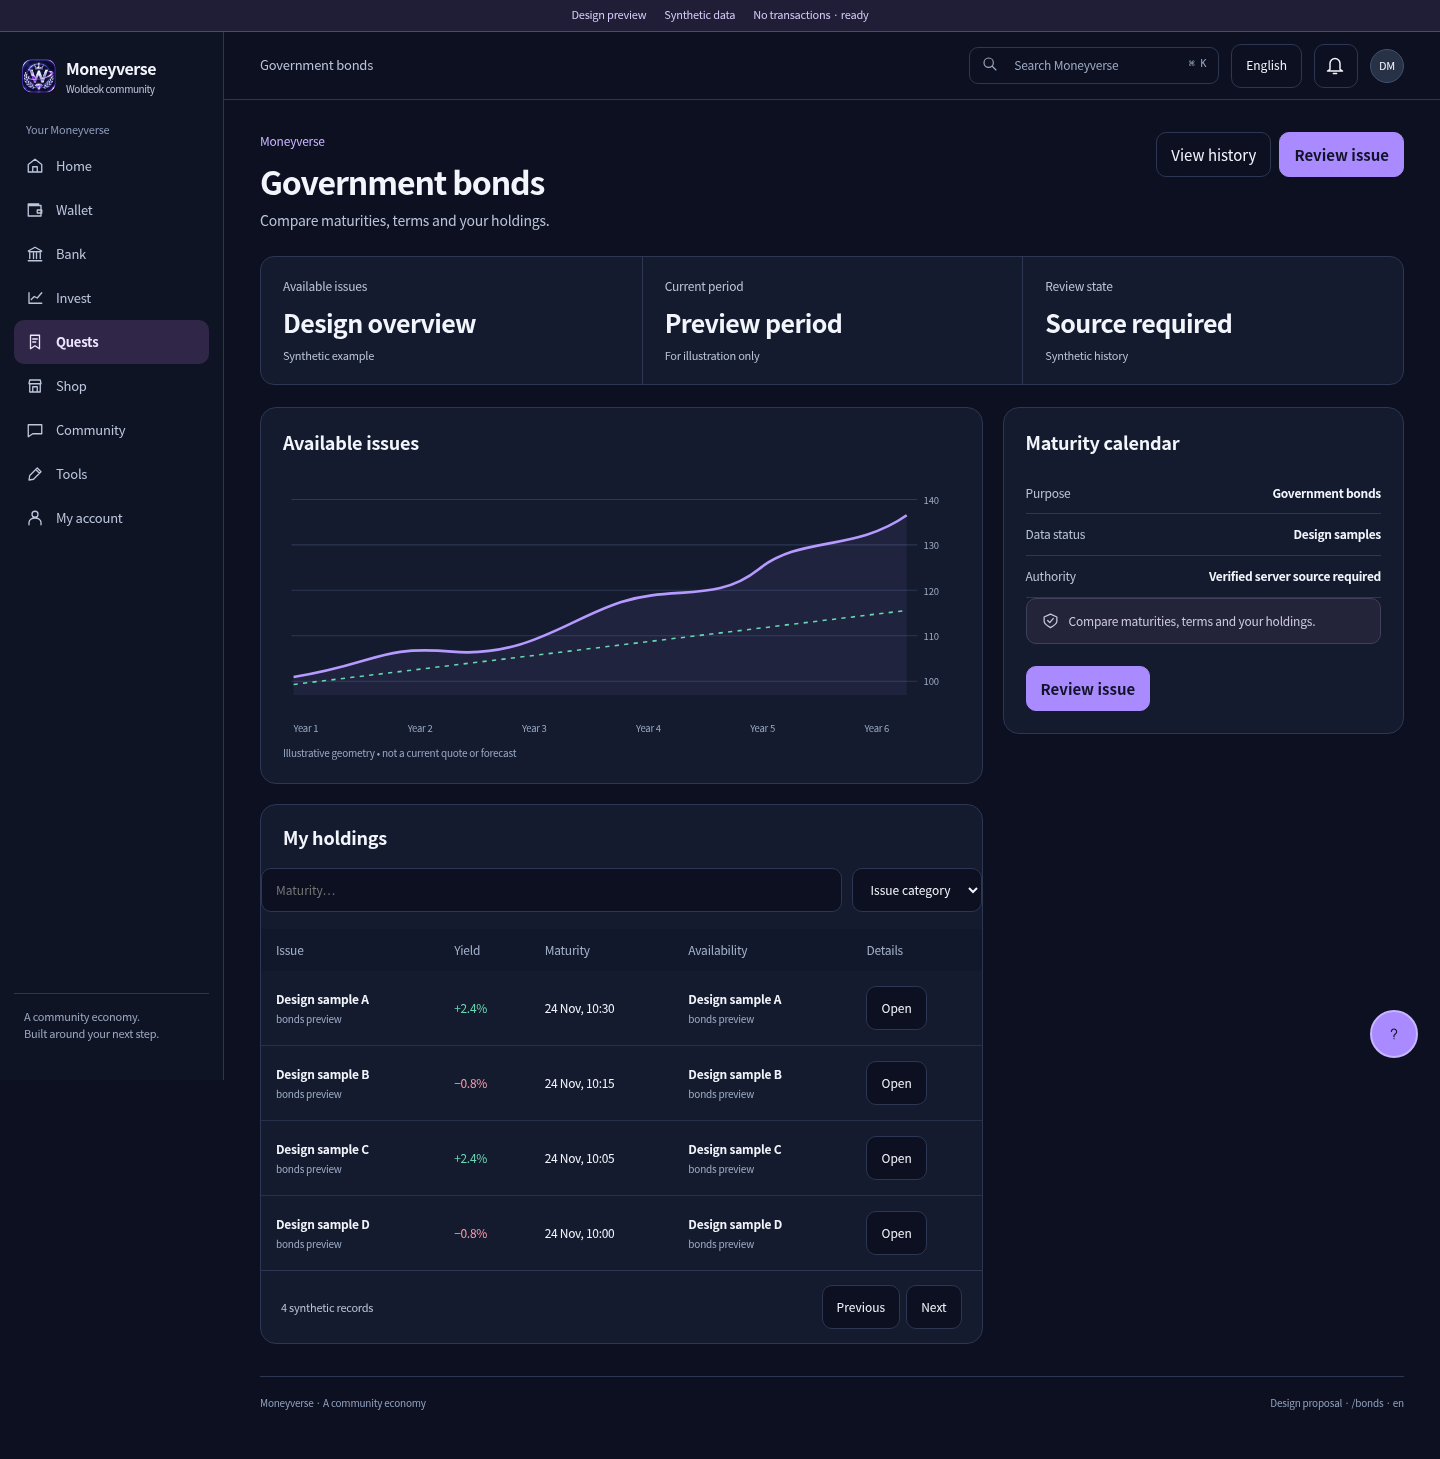 Design preview Synthetic data No transactions · ready
Moneyverse
Woldeok community
Government bonds
Search Moneyverse
⌘ K
English
DM
Your Moneyverse
Home
Wallet
Bank
Invest
Quests
Shop
Community
Tools
My account
A community economy.
Built around your next step.
Moneyverse
Government bonds
Compare maturities, terms and your holdings.
View history
Review issue
Available issues
Design overview
Synthetic example
Current period
Preview period
For illustration only
Review state
Source required
Synthetic history
Available issues
140
130
120
110
100
Year 1 Year 2 Year 3 Year 4 Year 5 Year 6
Illustrative geometry • not a current quote or forecast
Maturity calendar
Purpose Government bonds
Data status Design samples
Authority Verified server source required
Compare maturities, terms and your holdings.
Review issue
My holdings
Maturity…
Issue category
Issue Yield Maturity Availability Details
Design sample A +2.4% 24 Nov, 10:30 Design sample A Open
bonds preview bonds preview
Design sample B −0.8% 24 Nov, 10:15 Design sample B Open
bonds preview bonds preview
Design sample C +2.4% 24 Nov, 10:05 Design sample C Open
bonds preview bonds preview
Design sample D −0.8% 24 Nov, 10:00 Design sample D Open
bonds preview bonds preview
4 synthetic records
Previous
Next
?
Moneyverse · A community economy
Design proposal · /bonds · en